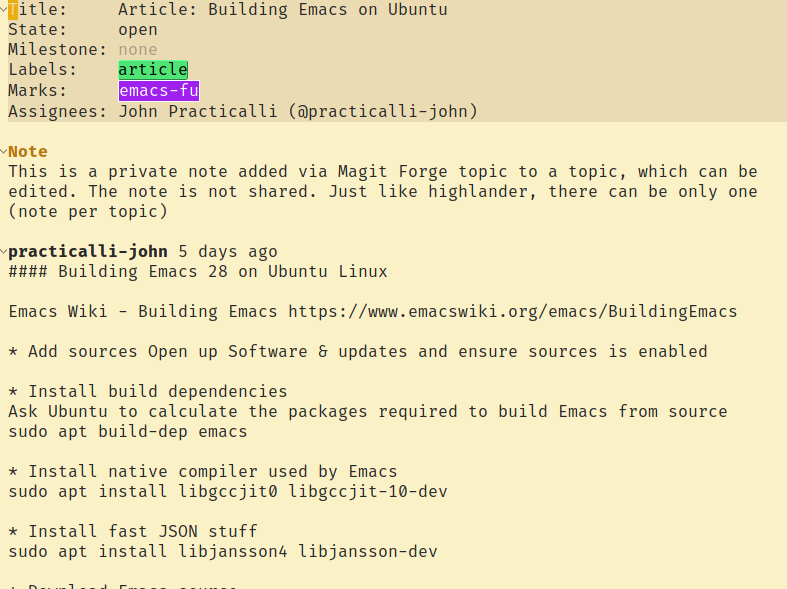 Title:     Article: Building Emacs on Ubuntu
State:     open
Milestone: none
Labels:    article
Marks:     emacs-fu
Assignees: John Practicalli (@practicalli-john)
Note
This is a private note added via Magit Forge topic to a topic, which can be
edited. The note is not shared. Just like highlander, there can be only one
(note per topic)
practicalli-john 5 days ago
#### Building Emacs 28 on Ubuntu Linux
Emacs Wiki - Building Emacs https://www.emacswiki.org/emacs/BuildingEmacs
* Add sources Open up Software & updates and ensure sources is enabled
* Install build dependencies
Ask Ubuntu to calculate the packages required to build Emacs from source
sudo apt build-dep emacs
* Install native compiler used by Emacs
sudo apt install libgccjit0 libgccjit-10-dev
* Install fast JSON stuff
sudo apt install libjansson4 libjansson-dev
* Download Emacs source